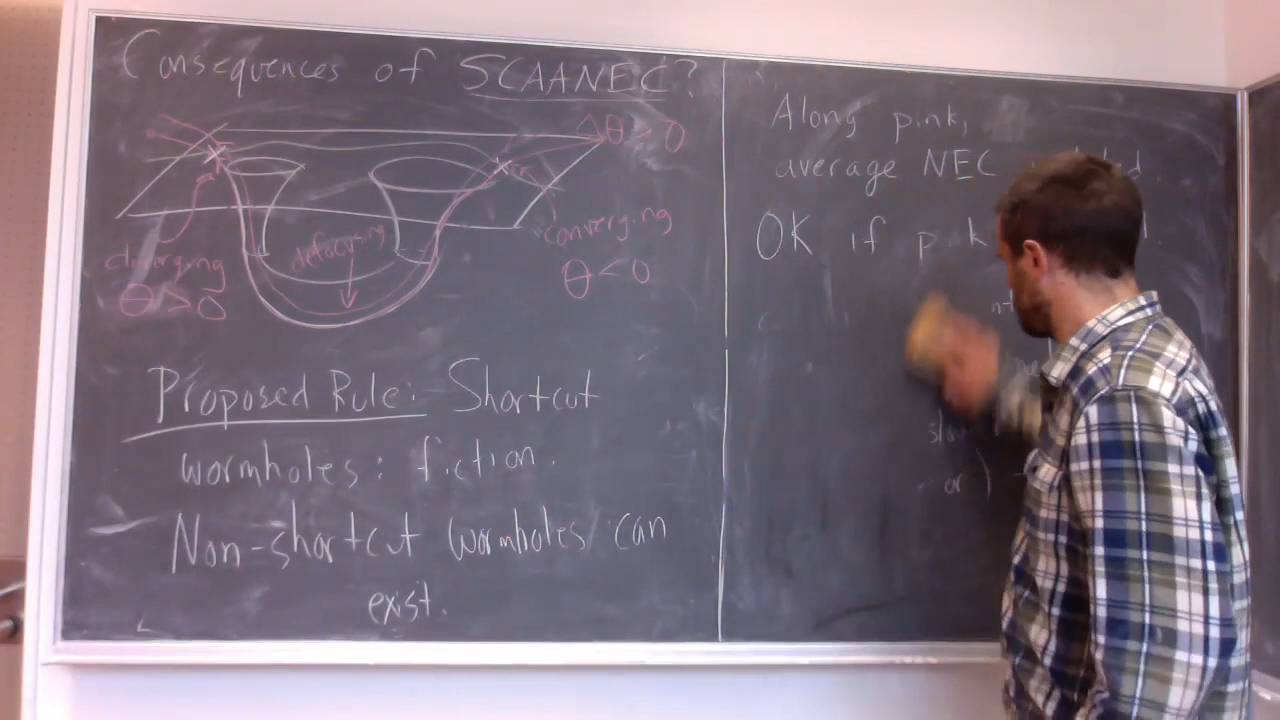 Consequences of SCAANEC?
Δθ > 0
diverging
θ > 0
defocusing
converging
θ < 0
Proposed Rule: Shortcut
wormholes: fiction.
Non-shortcut wormholes can
exist.
Along pink,
average NEC
OK if
or)